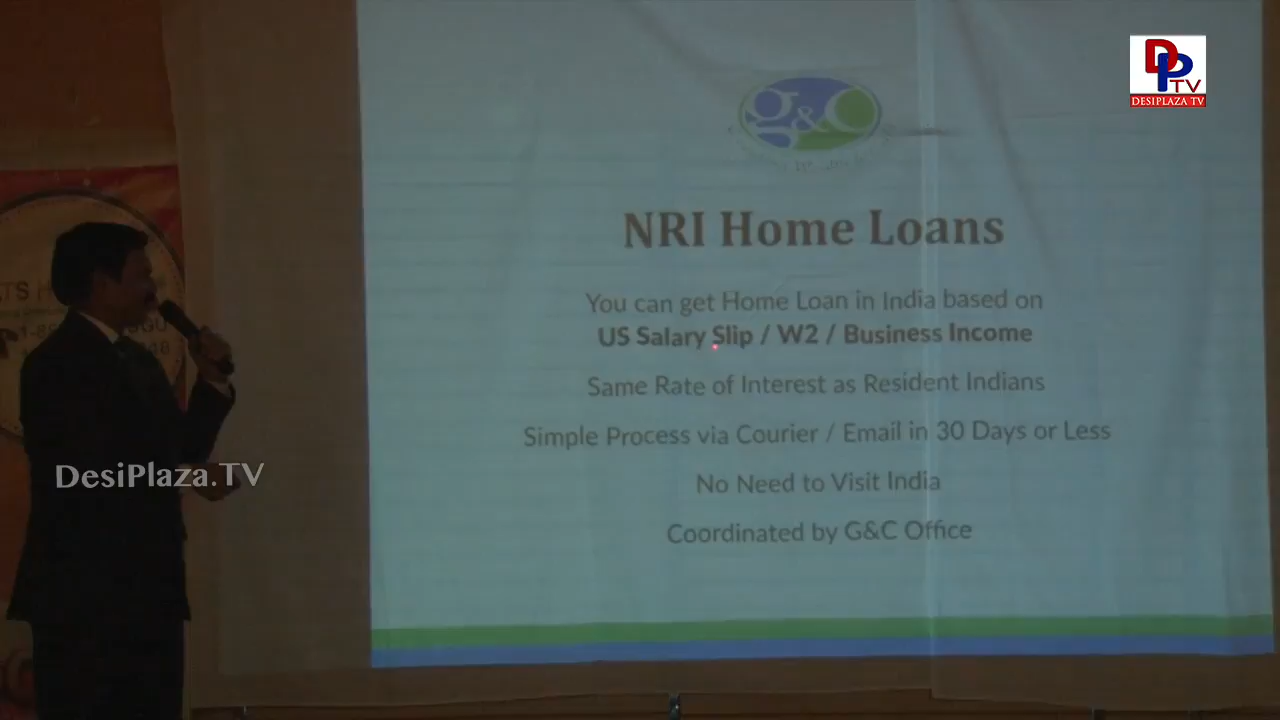 DPTV
DESIPLAZA TV
g&C
NRI Home Loans
You can get Home Loan in India based on
US Salary Slip / W2 / Business Income
Same Rate of Interest as Resident Indians
Simple Process via Courier / Email in 30 Days or Less
No Need to Visit India
Coordinated by G&C Office
DesiPlaza.TV